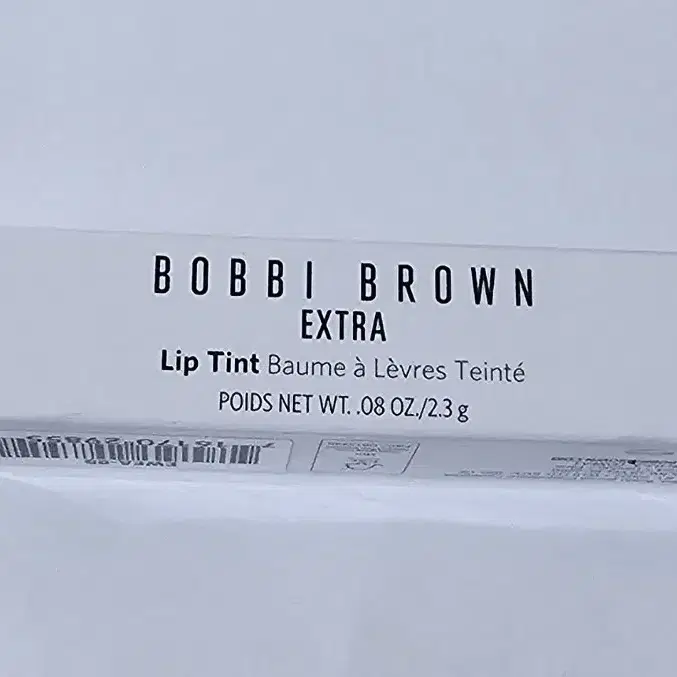 BOBBI BROWN
EXTRA
Lip Tint Baume à Lèvres Teinté
POIDS NET WT. .08 OZ./2.3 g